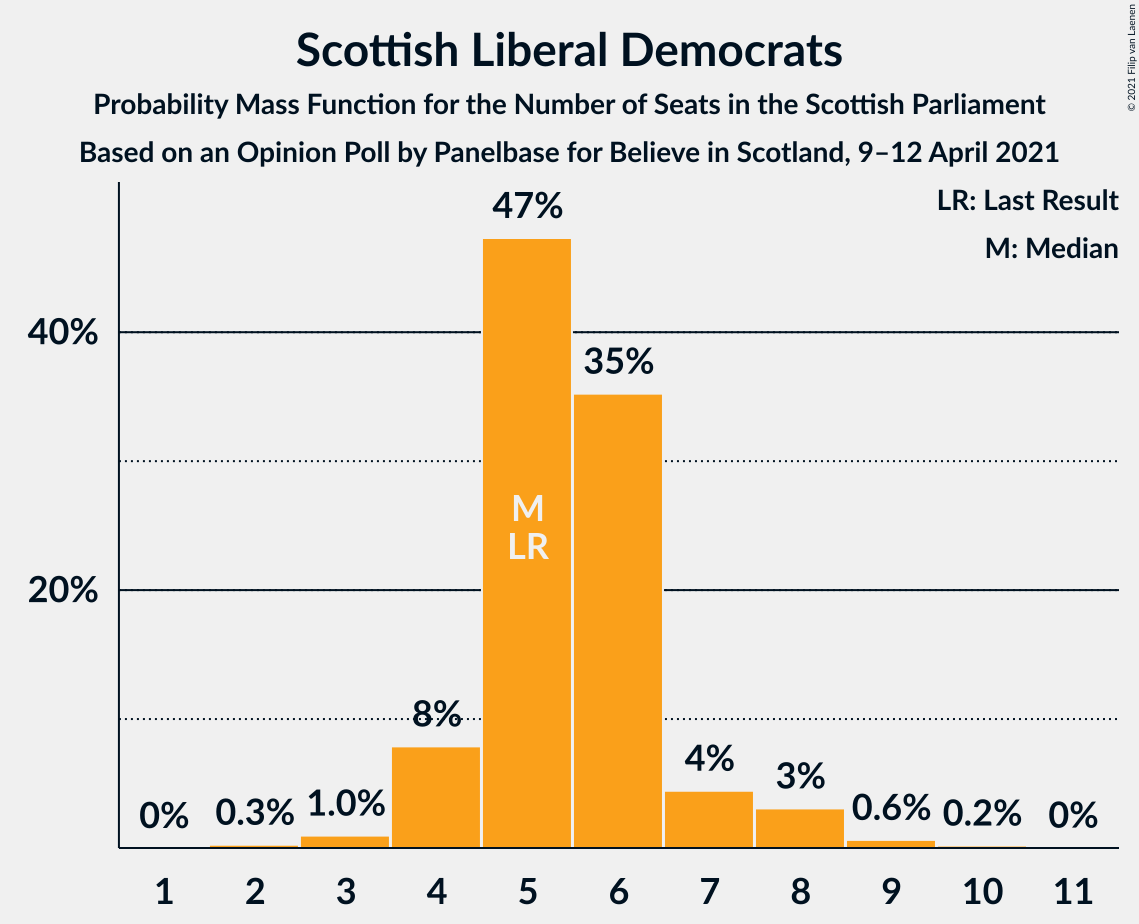 Scottish Liberal Democrats
Probability Mass Function for the Number of Seats in the Scottish Parliament
Based on an Opinion Poll by Panelbase for Believe in Scotland, 9–12 April 2021
© 2021 Filip van Laenen
LR: Last Result
M: Median
47%
40%
35%
M
LR
20%
8%
4%
3%
0%
0.3%
1.0%
0.6%
0.2%
0%
1 2 3 4 5 6 7 8 9 10 11